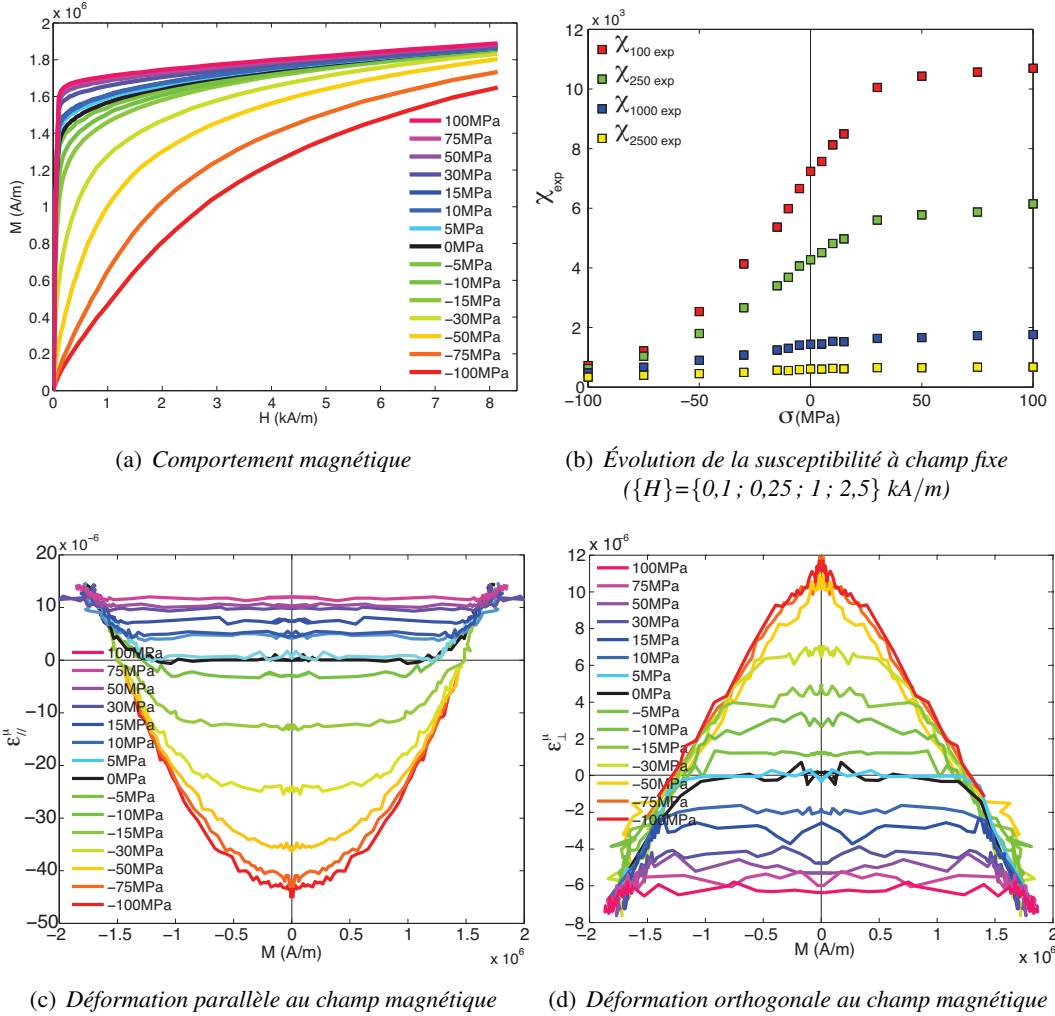 x 10⁶
2
1.8
1.6
1.4
1.2
1
0.8
0.6
0.4
0.2
0
M (A/m)
0 1 2 3 4 5 6 7 8
H (kA/m)
100MPa
75MPa
50MPa
30MPa
15MPa
10MPa
5MPa
0MPa
−5MPa
−10MPa
−15MPa
−30MPa
−50MPa
−75MPa
−100MPa
(a) Comportement magnétique
x 10³
12
10
8
6
4
2
0
χexp
−100 −50 0 50 100
σ(MPa)
χ100 exp
χ250 exp
χ1000 exp
χ2500 exp
(b) Évolution de la susceptibilité à champ fixe
({H}={0,1 ; 0,25 ; 1 ; 2,5} kA/m)
x 10⁻⁶
20
10
0
−10
−20
−30
−40
−50
ε//µ
−2 −1.5 −1 −0.5 0 0.5 1 1.5 2
M (A/m)
x 10⁶
100MPa
75MPa
50MPa
30MPa
15MPa
10MPa
5MPa
0MPa
−5MPa
−10MPa
−15MPa
−30MPa
−50MPa
−75MPa
−100MPa
(c) Déformation parallèle au champ magnétique
x 10⁻⁶
12
10
8
6
4
2
0
−2
−4
−6
−8
ε⊥µ
−2 −1.5 −1 −0.5 0 0.5 1 1.5 2
M (A/m)
x 10⁶
100MPa
75MPa
50MPa
30MPa
15MPa
10MPa
5MPa
0MPa
−5MPa
−10MPa
−15MPa
−30MPa
−50MPa
−75MPa
−100MPa
(d) Déformation orthogonale au champ magnétique